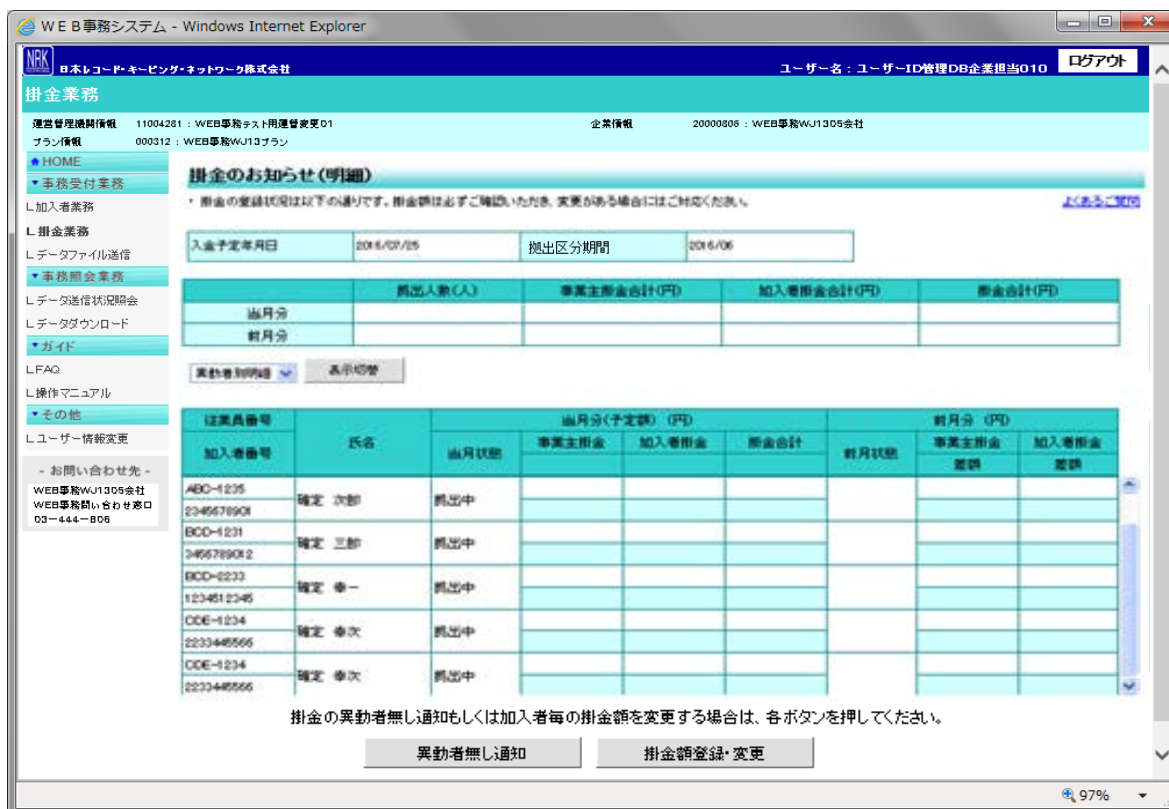 WEB事務システム - Windows Internet Explorer
NRK 日本レコード・キーピング・ネットワーク株式会社 ユーザー名：ユーザーID管理DB企業担当010 ログアウト
掛金業務
運営管理機関情報 11004281：WEB事務テスト用運管変更01 企業情報 20000806：WEB事務WJ1305会社
プラン情報 000312：WEB事務WJ13プラン
HOME
▼事務受付業務
L加入者業務
L掛金業務
Lデータファイル送信
▼事務照会業務
Lデータ送信状況照会
Lデータダウンロード
▼ガイド
LFAQ
L操作マニュアル
▼その他
Lユーザー情報変更
- お問い合わせ先 -
WEB事務WJ1305会社
WEB事務問い合わせ窓口
03-444-806
掛金のお知らせ(明細)
・ 掛金の登録状況は以下の通りです。掛金額は必ずご確認いただき、変更がある場合にはご対応ください。 よくあるご質問
入金予定年月日 2016/07/25 拠出区分期間 2016/06
拠出人数(人) 事業主掛金合計(円) 加入者掛金合計(円) 掛金合計(円)
当月分
前月分
異動者別明細 表示切替
従業員番号 氏名 当月分(予定額) (円) 前月分 (円)
加入者番号 当月状態 事業主掛金 加入者掛金 掛金合計 前月状態 事業主掛金 加入者掛金
差額 差額
ABC-1235 確定 次郎 拠出中
2345678901
BCD-1231 確定 三郎 拠出中
3456789012
BCD-2233 確定 幸一 拠出中
1234512345
CDE-1234 確定 幸次 拠出中
2233445566
CDE-1234 確定 幸次 拠出中
2233445566
掛金の異動者無し通知もしくは加入者毎の掛金額を変更する場合は、各ボタンを押してください。
異動者無し通知 掛金額登録・変更
97%